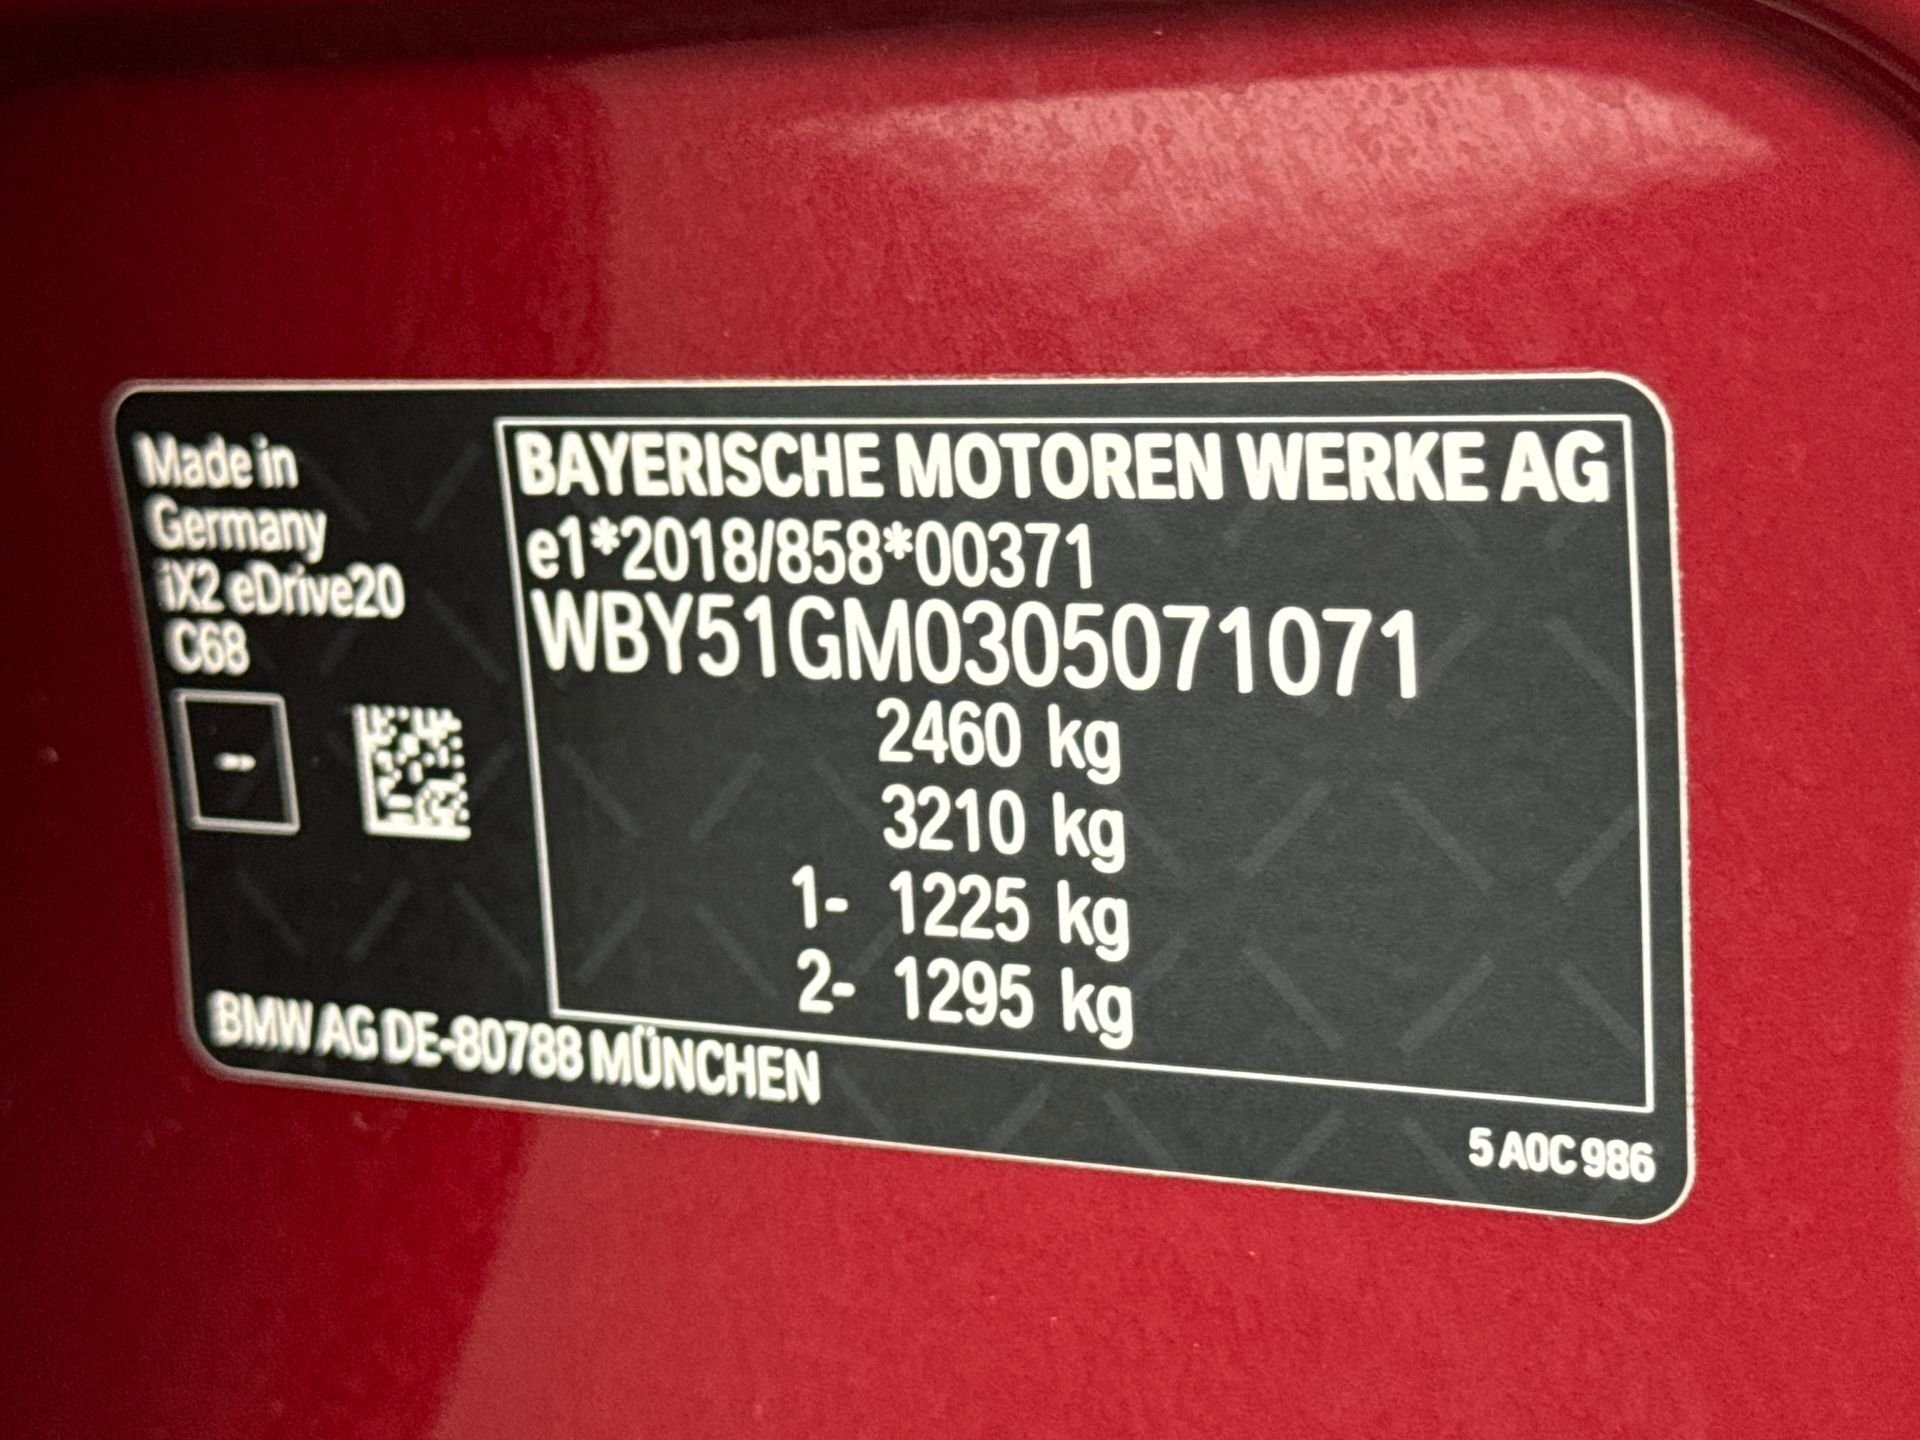 Made in
Germany
iX2 eDrive20
C68
--
BAYERISCHE MOTOREN WERKE AG
e1*2018/858*00371
WBY51GM0305071071
2460 kg
3210 kg
1- 1225 kg
2- 1295 kg
BMW AG DE-80788 MÜNCHEN
5 A0C 986